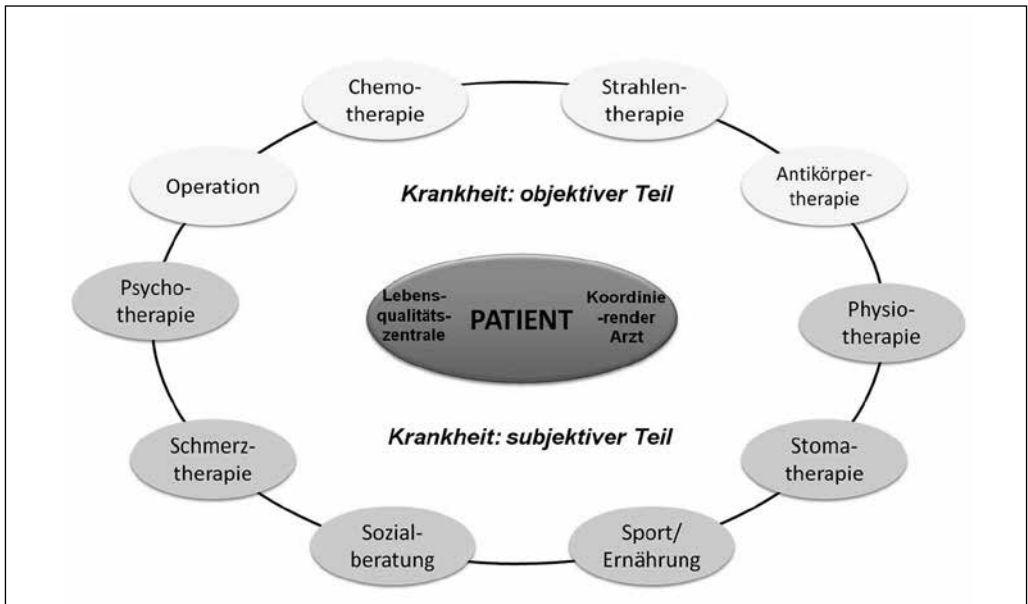 Chemo-
therapie
Strahlen-
therapie
Operation
Antikörper-
therapie
Krankheit: objektiver Teil
Psycho-
therapie
Lebens-
qualitäts-
zentrale
PATIENT
Koordinie
-render
Arzt
Physio-
therapie
Krankheit: subjektiver Teil
Schmerz-
therapie
Stoma-
therapie
Sozial-
beratung
Sport/
Ernährung